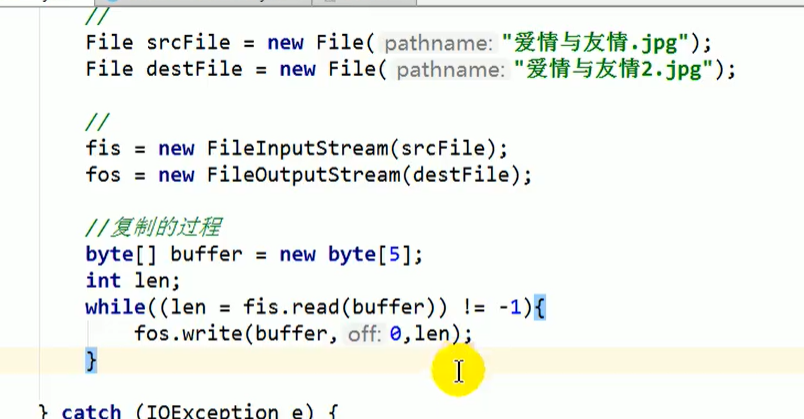 //
File srcFile = new File( pathname: "爱情与友情.jpg");
File destFile = new File( pathname: "爱情与友情2.jpg");
//
fis = new FileInputStream(srcFile);
fos = new FileOutputStream(destFile);
//复制的过程
byte[] buffer = new byte[5];
int len;
while((len = fis.read(buffer)) != -1){
fos.write(buffer, off: 0,len);
}
} catch (IOException e) {